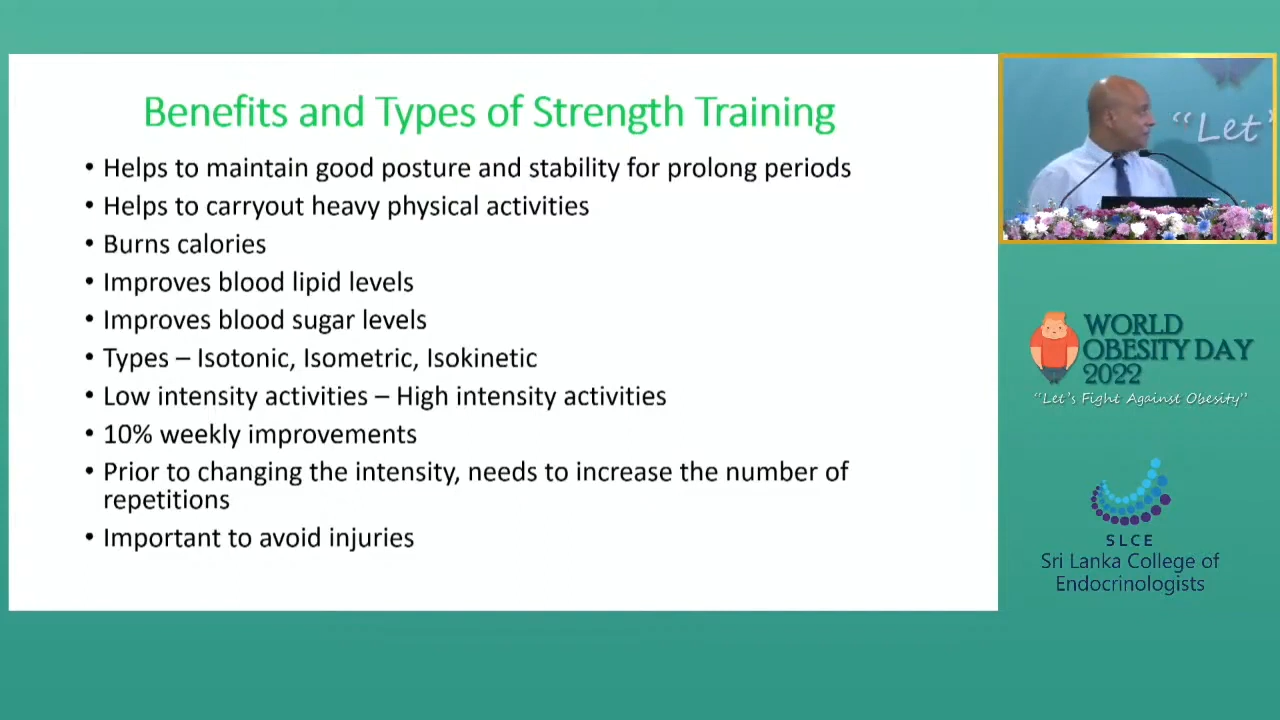 Benefits and Types of Strength Training
• Helps to maintain good posture and stability for prolong periods
• Helps to carryout heavy physical activities
• Burns calories
• Improves blood lipid levels
• Improves blood sugar levels
• Types – Isotonic, Isometric, Isokinetic
• Low intensity activities – High intensity activities
• 10% weekly improvements
• Prior to changing the intensity, needs to increase the number of
repetitions
• Important to avoid injuries
“Let’
WORLD
OBESITY DAY
2022
“Let’s Fight Against Obesity”
SLCE
Sri Lanka College of
Endocrinologists